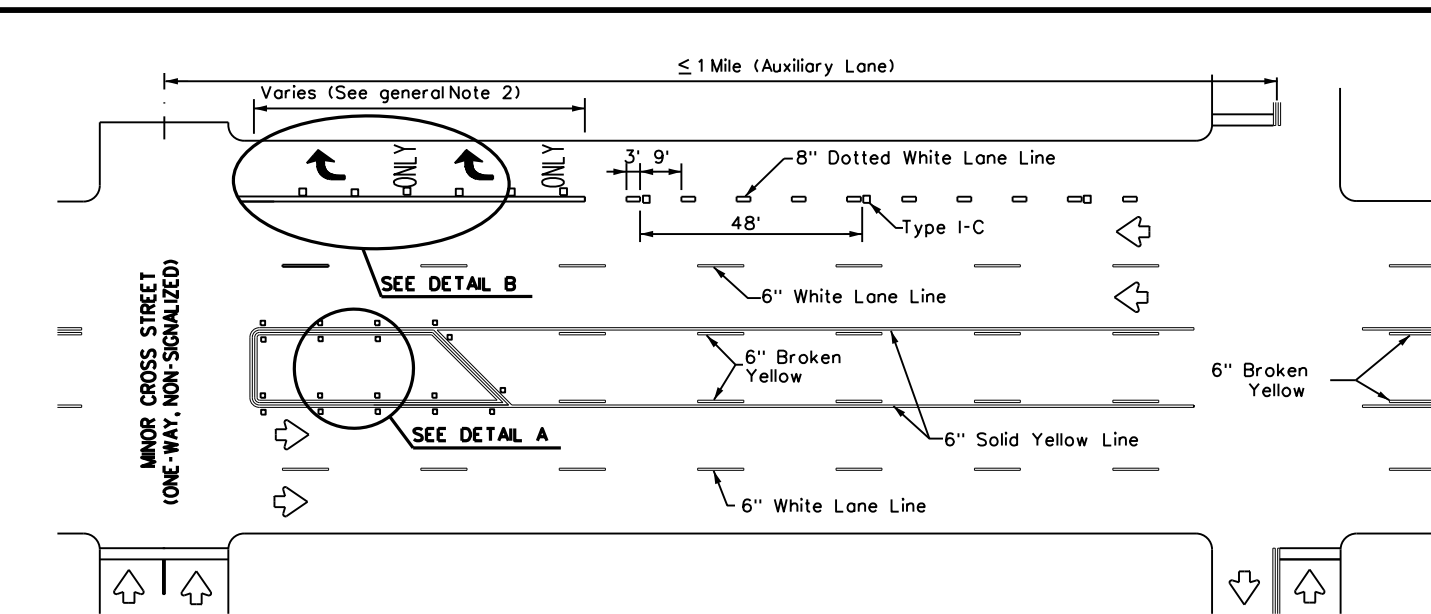 ≤ 1 Mile (Auxiliary Lane)
Varies (See general Note 2)
ONLY
ONLY
3'
9'
8" Dotted White Lane Line
48'
Type I-C
SEE DETAIL B
6" White Lane Line
MINOR CROSS STREET
(ONE-WAY, NON-SIGNALIZED)
6" Broken
Yellow
6" Broken
Yellow
SEE DETAIL A
6" Solid Yellow Line
6" White Lane Line